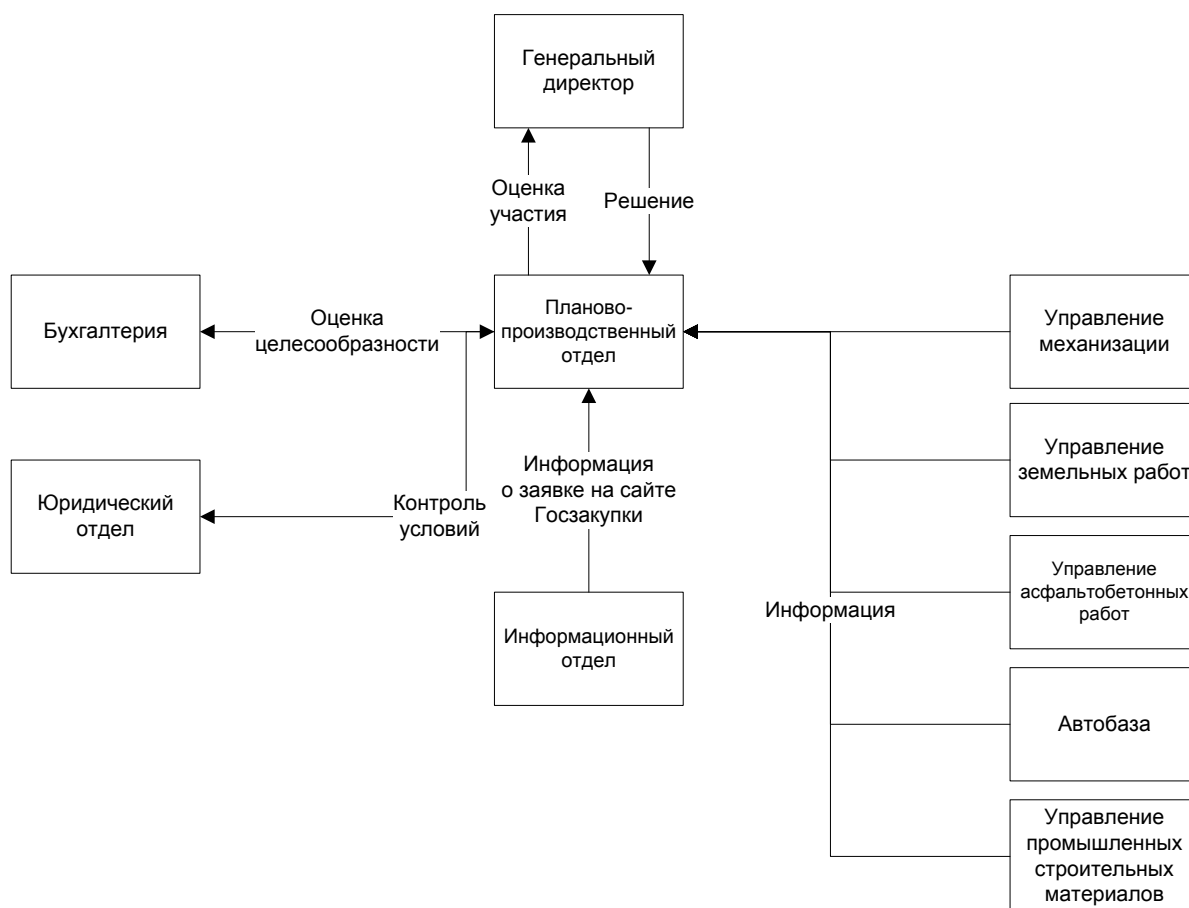 Генеральный
директор
Оценка
участия
Решение
Бухгалтерия
Оценка
целесообразности
Планово-
производственный
отдел
Управление
механизации
Юридический
отдел
Контроль
условий
Информация
о заявке на сайте
Госзакупки
Управление
земельных работ
Информационный
отдел
Информация
Управление
асфальтобетонных
работ
Автобаза
Управление
промышленных
строительных
материалов